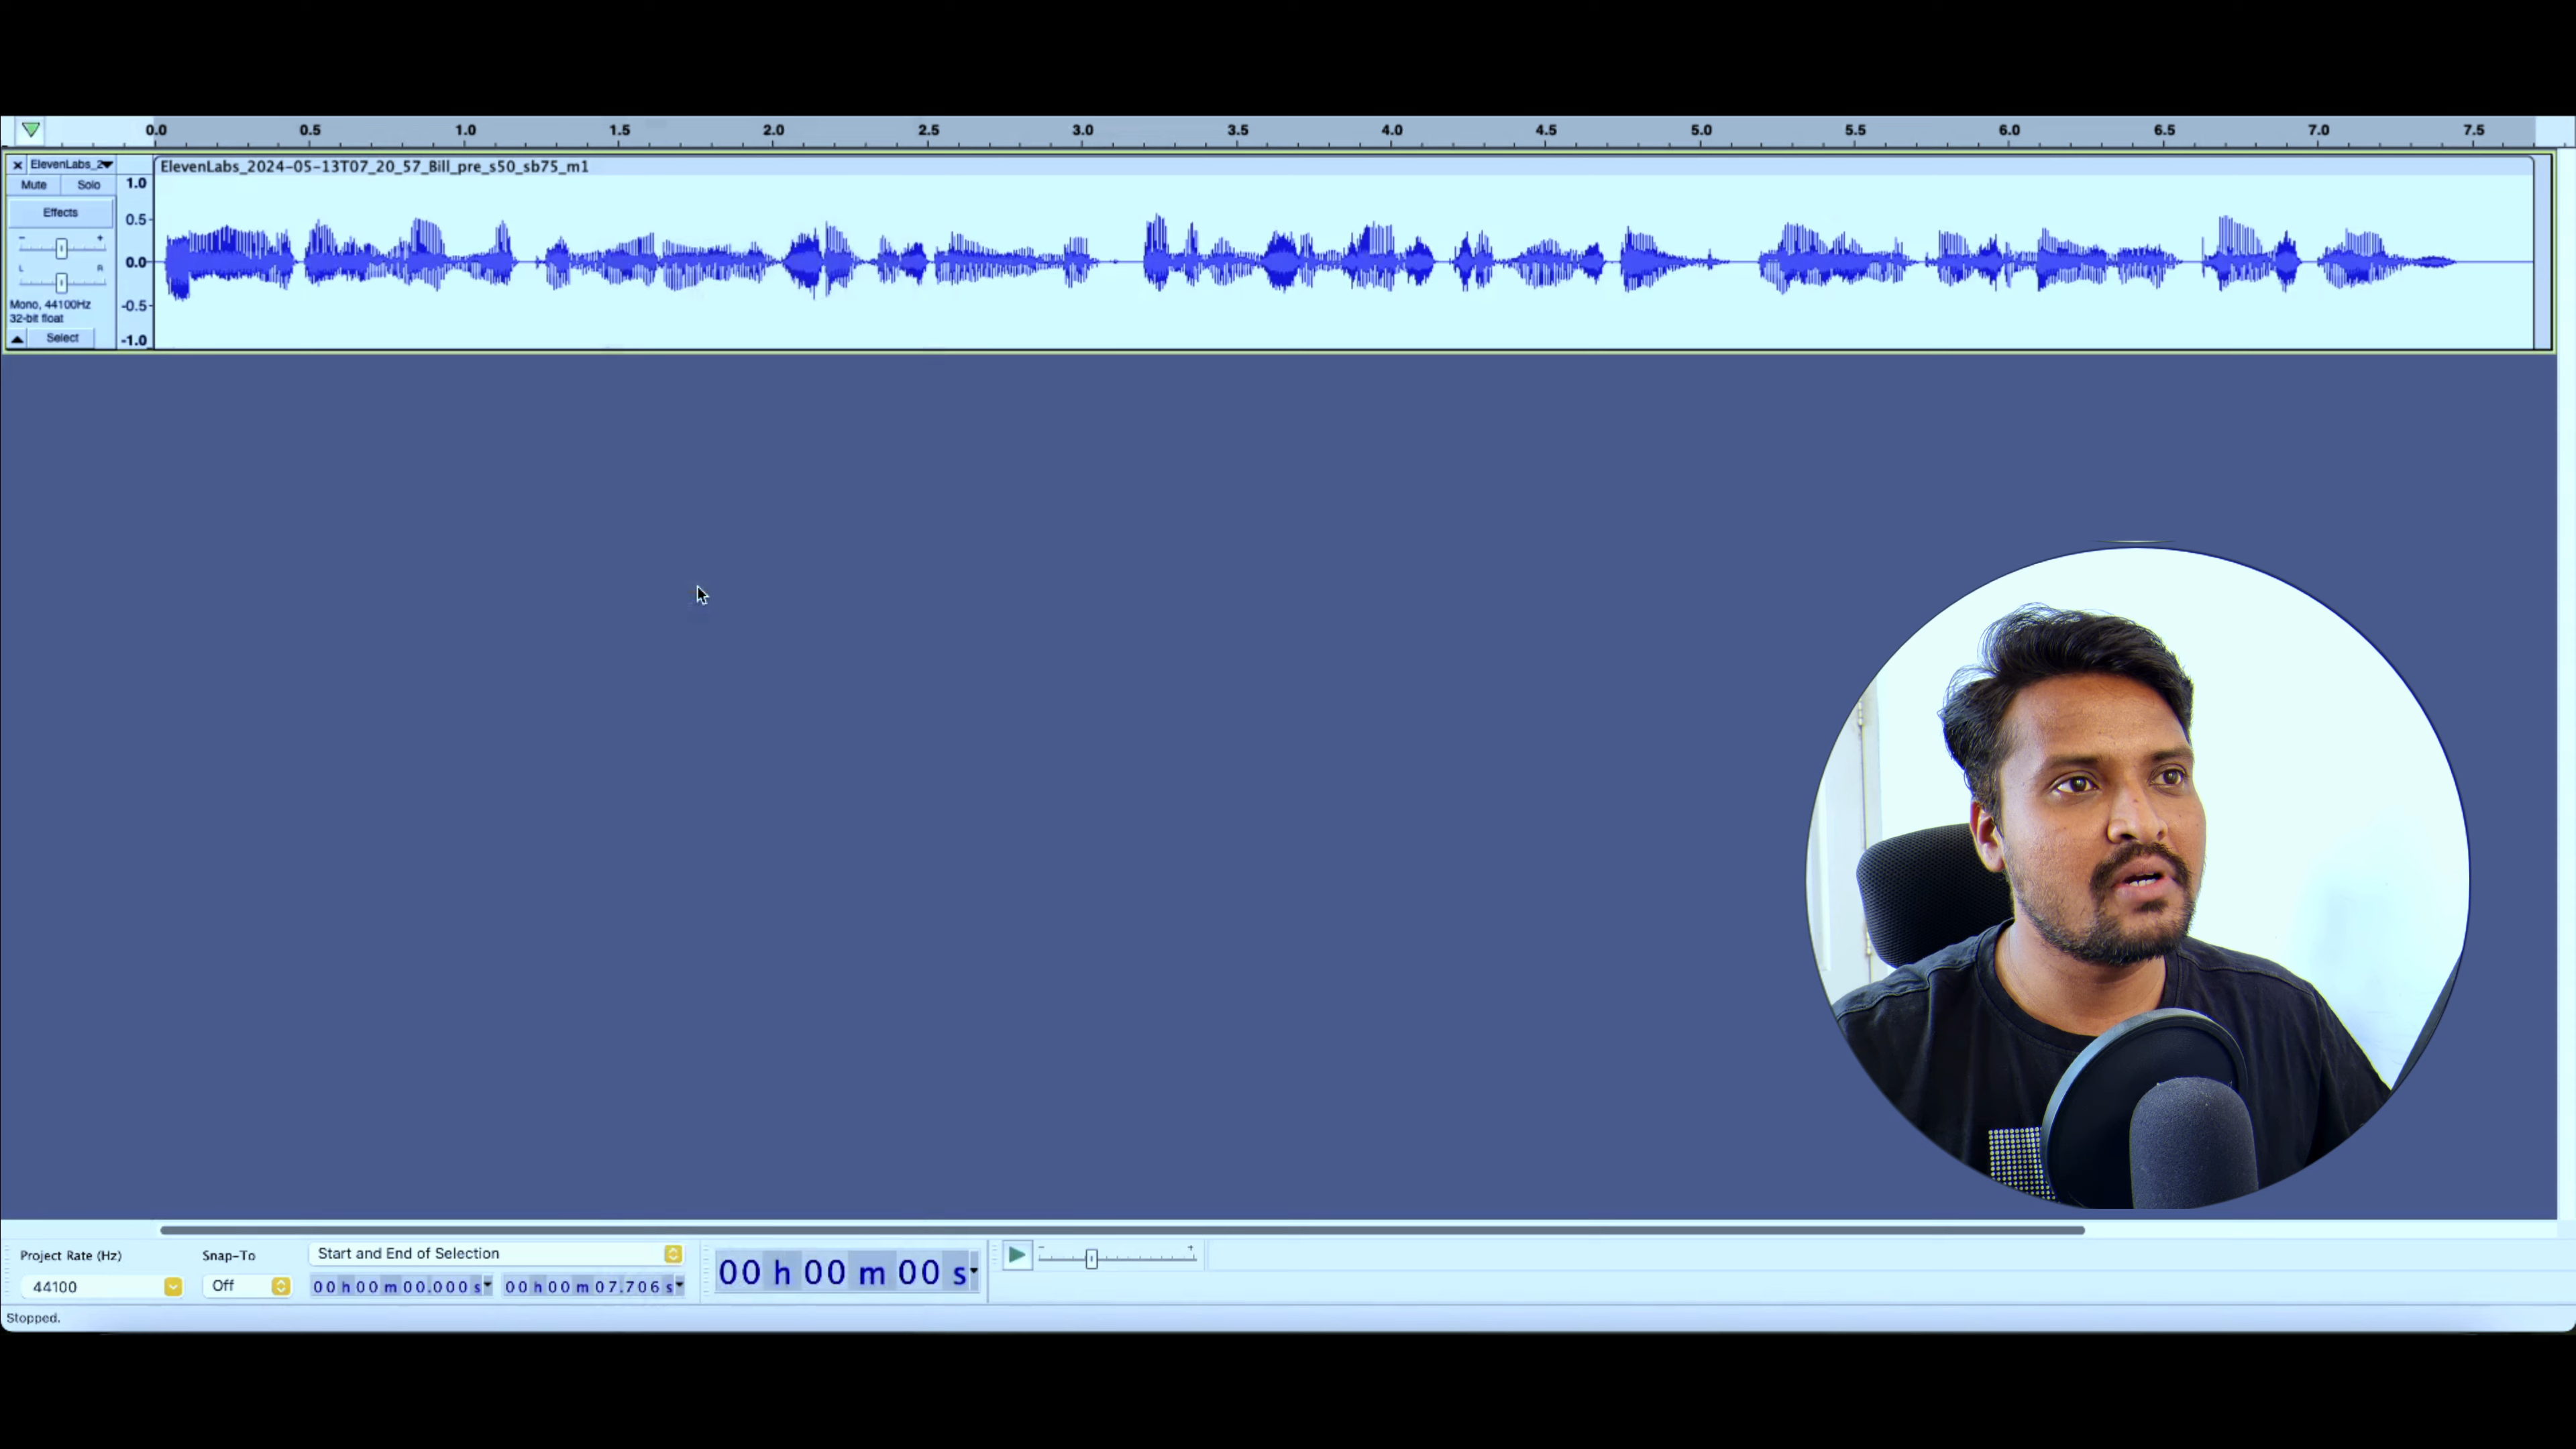 0.0 0.5 1.0 1.5 2.0 2.5 3.0 3.5 4.0 4.5 5.0 5.5 6.0 6.5 7.0 7.5
ElevenLabs_2
ElevenLabs_2024-05-13T07_20_57_Bill_pre_s50_sb75_m1
Mute Solo
1.0
Effects
0.5
- +
0.0
L R
Mono, 44100Hz
-0.5
32-bit float
Select
-1.0
Project Rate (Hz)
Snap-To
Start and End of Selection
44100
Off
00 h 00 m 00.000 s
00 h 00 m 07.706 s
00 h 00 m 00 s
- +
Stopped.